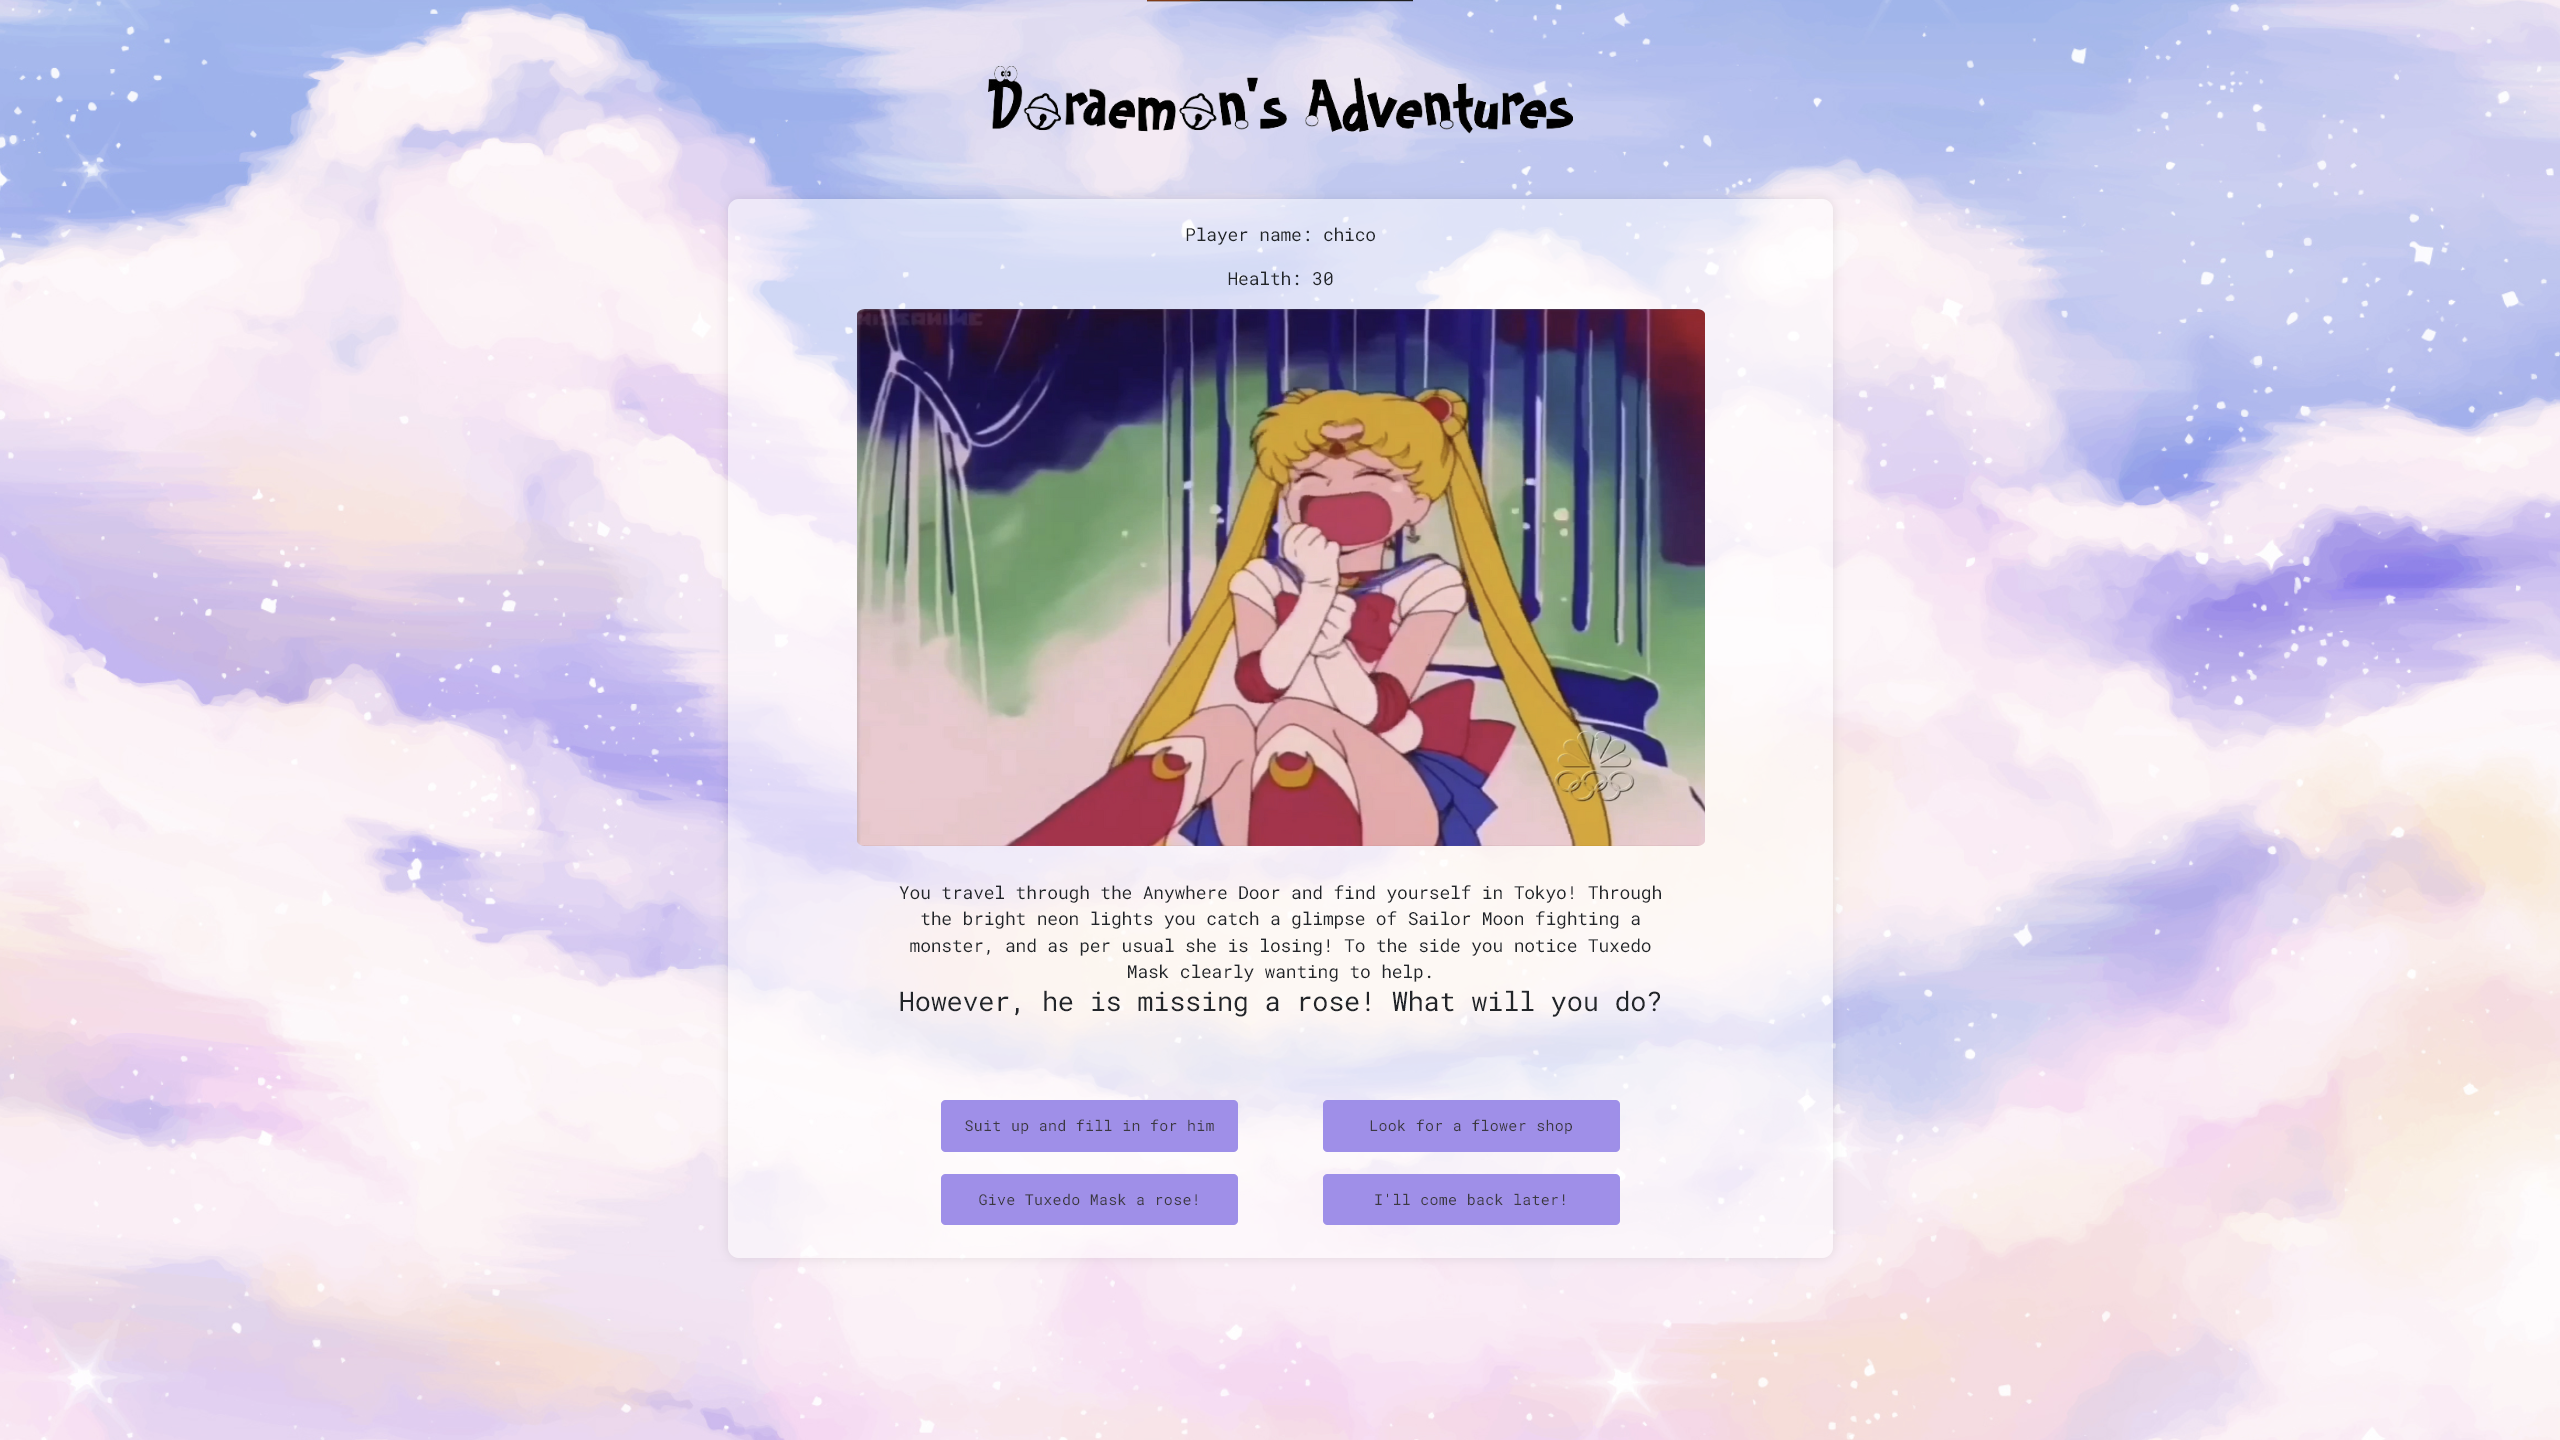 Doraemon's Adventures
Player name: chico
Health: 30
You travel through the Anywhere Door and find yourself in Tokyo! Through
the bright neon lights you catch a glimpse of Sailor Moon fighting a
monster, and as per usual she is losing! To the side you notice Tuxedo
Mask clearly wanting to help.
However, he is missing a rose! What will you do?
Suit up and fill in for him
Look for a flower shop
Give Tuxedo Mask a rose!
I'll come back later!